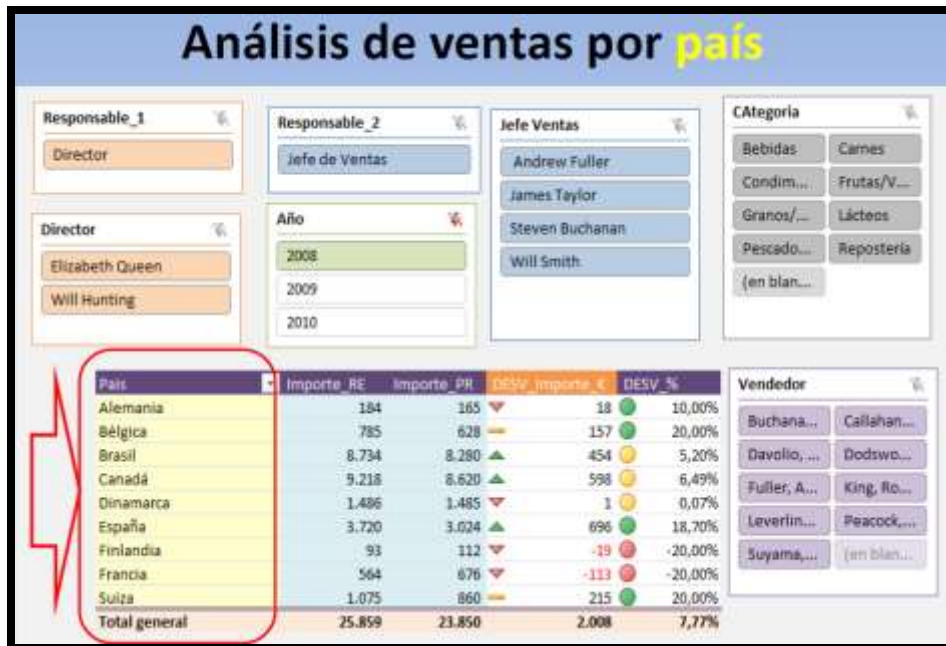 Análisis de ventas por país
Responsable_1
Director
Responsable_2
Jefe de Ventas
Jefe Ventas
Andrew Fuller
James Taylor
Steven Buchanan
Will Smith
CAtegoria
Bebidas Carnes
Condim... Frutas/V...
Granos/... Lácteos
Pescado... Repostería
(en blan...
Director
Elizabeth Queen
Will Hunting
Año
2008
2009
2010
País Importe_RE Importe_PR DESV_Importe_€ DESV_%
Alemania 184 165 18 10,00%
Bélgica 785 628 157 20,00%
Brasil 8.734 8.280 454 5,20%
Canadá 9.218 8.620 598 6,49%
Dinamarca 1.486 1.485 1 0,07%
España 3.720 3.024 696 18,70%
Finlandia 93 112 -19 -20,00%
Francia 564 676 -113 -20,00%
Suiza 1.075 860 215 20,00%
Total general 25.859 23.850 2.008 7,77%
Vendedor
Buchana... Callahan...
Davolio, ... Dodswo...
Fuller, A... King, Ro...
Leverlin... Peacock,...
Suyama,... (en blan...